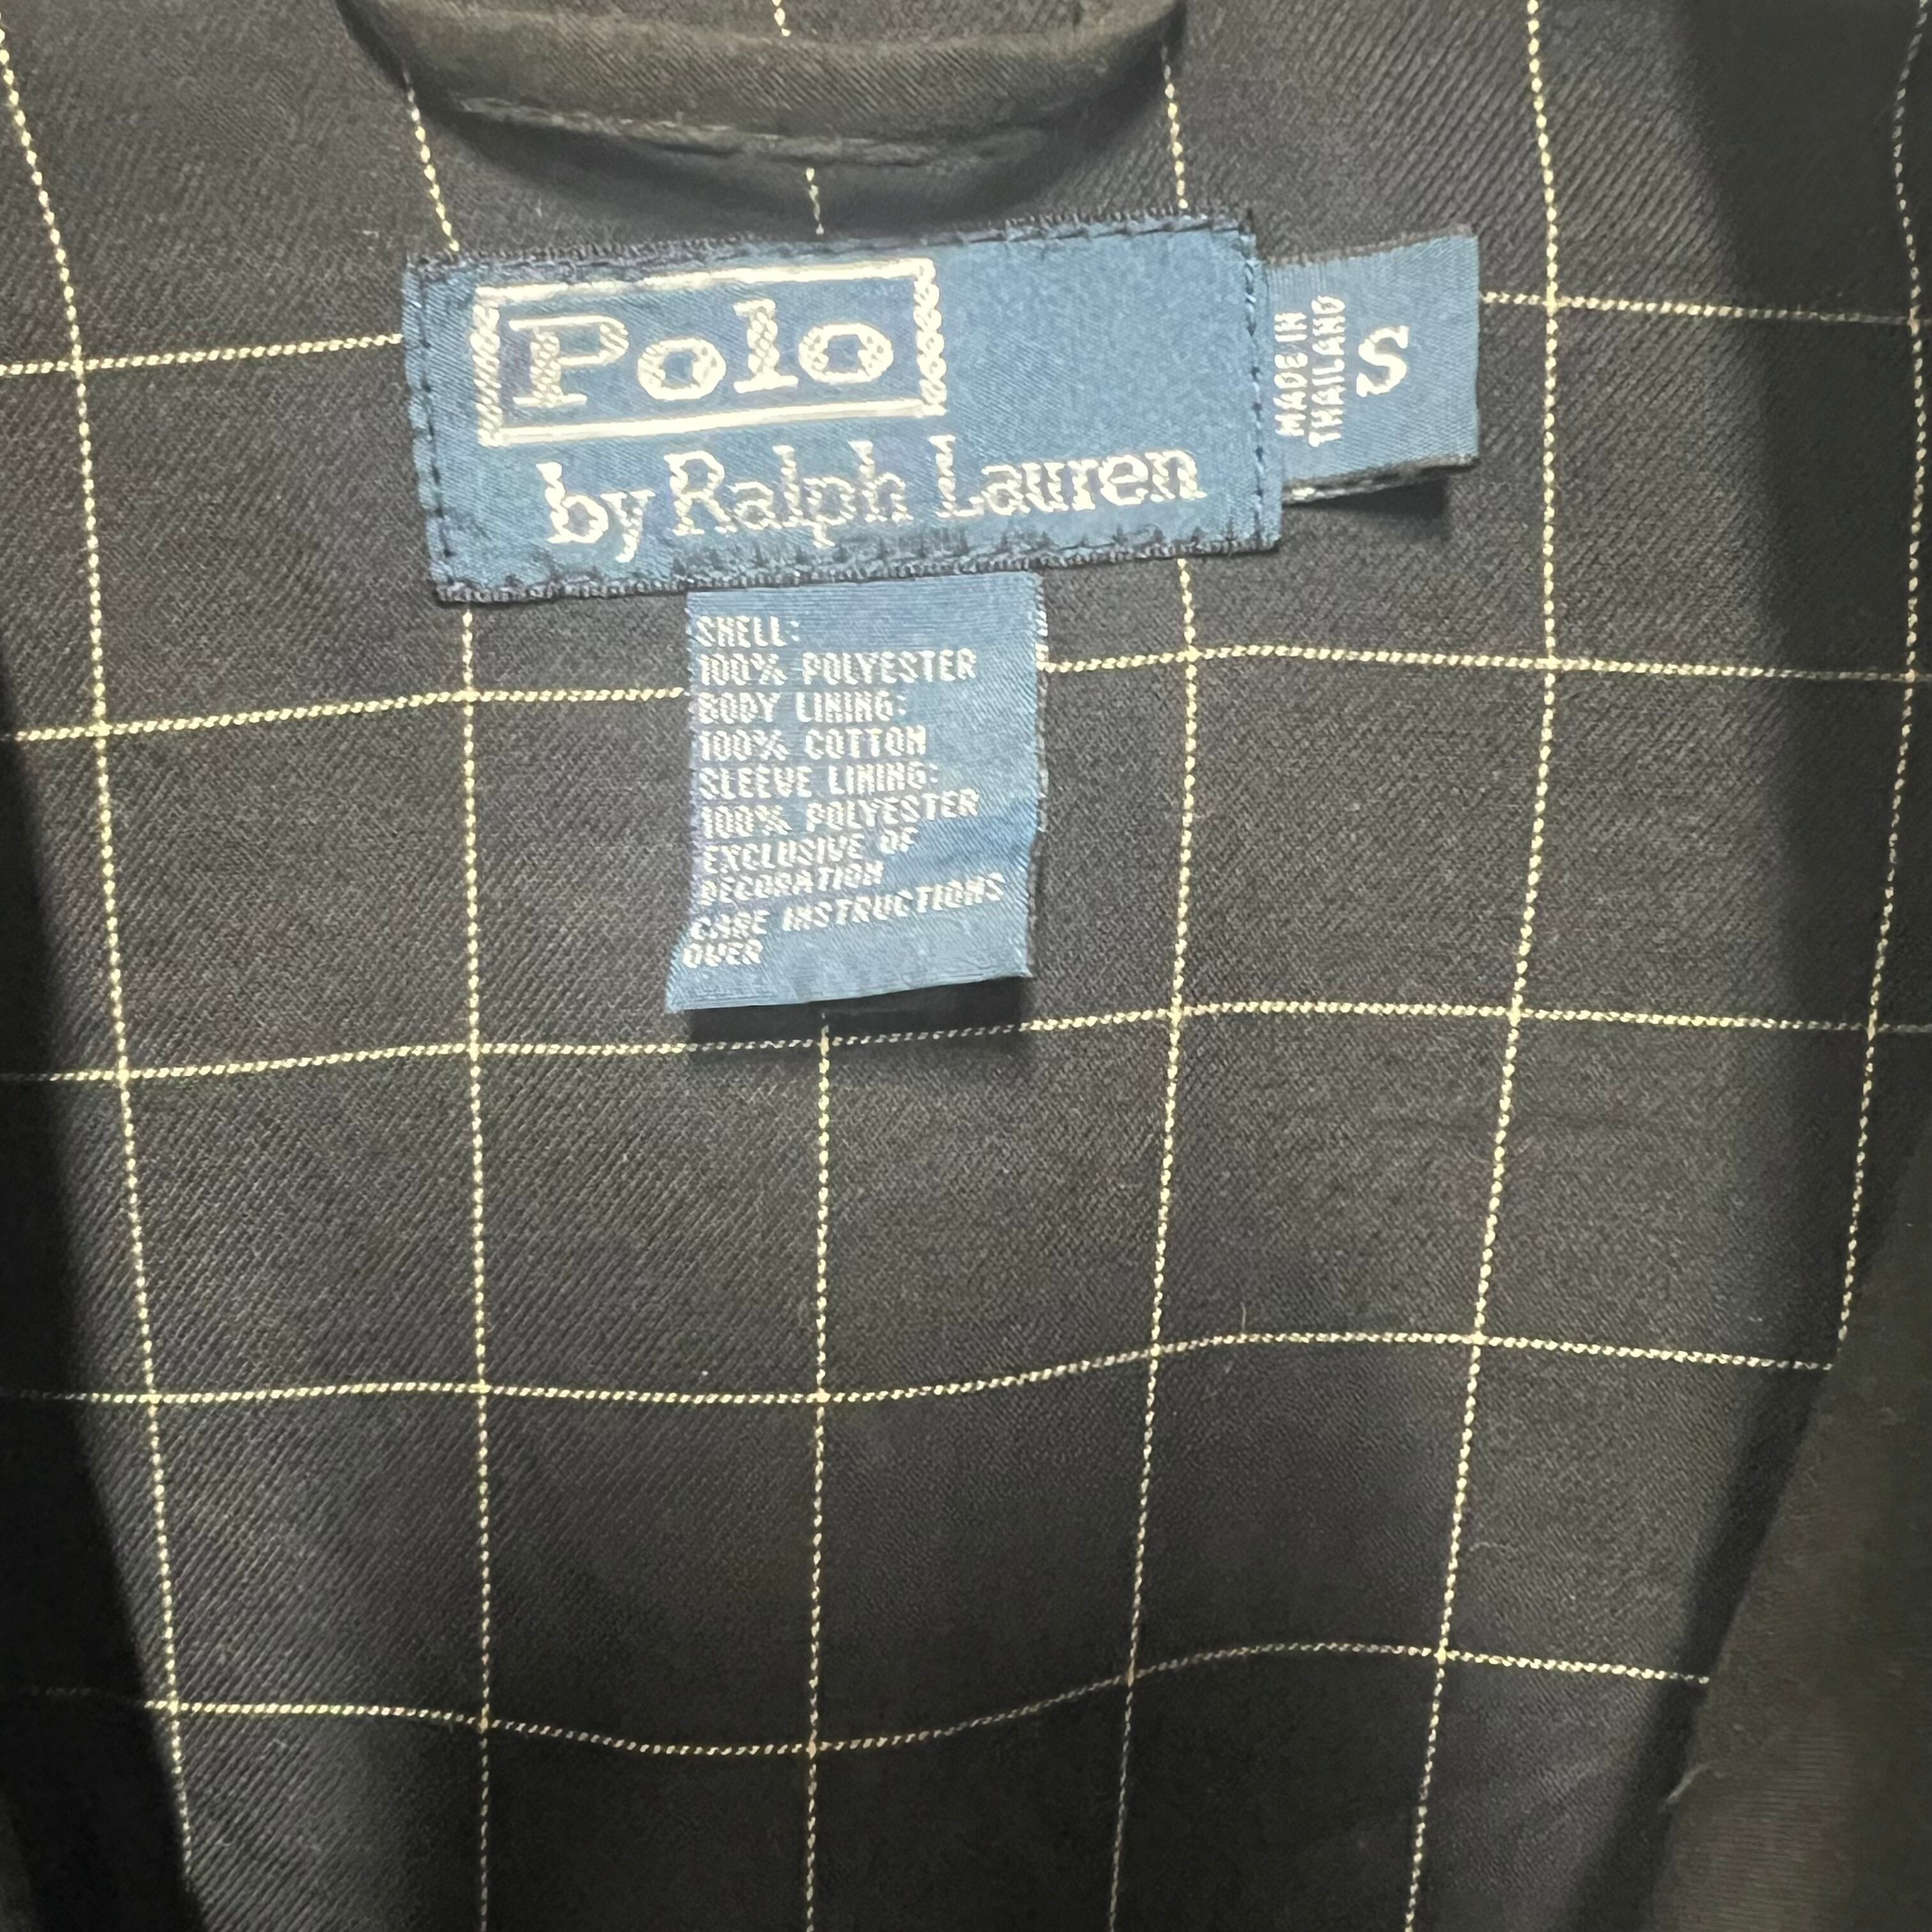 Polo
by Ralph Lauren
MADE IN
THAILAND
S
SHELL:
100% POLYESTER
BODY LINING:
100% COTTON
SLEEVE LINING:
100% POLYESTER
EXCLUSIVE OF
DECORATION
CARE INSTRUCTIONS
OVER